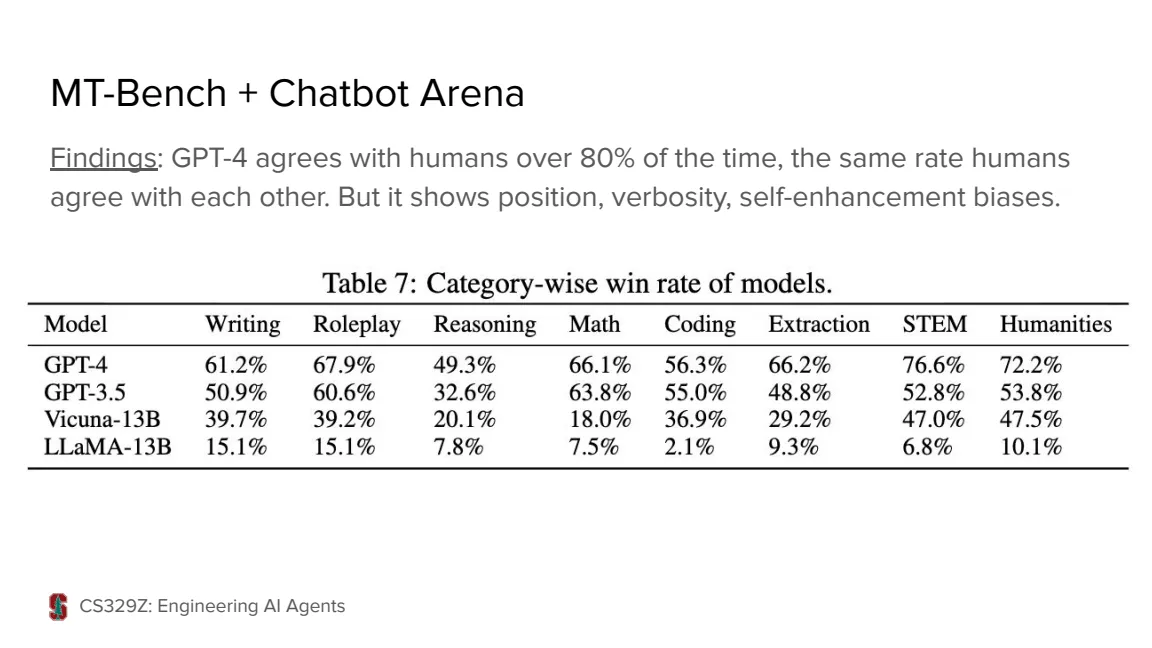 MT-Bench + Chatbot Arena
Findings: GPT-4 agrees with humans over 80% of the time, the same rate humans
agree with each other. But it shows position, verbosity, self-enhancement biases.
Table 7: Category-wise win rate of models.
Model Writing Roleplay Reasoning Math Coding Extraction STEM Humanities
GPT-4 61.2% 67.9% 49.3% 66.1% 56.3% 66.2% 76.6% 72.2%
GPT-3.5 50.9% 60.6% 32.6% 63.8% 55.0% 48.8% 52.8% 53.8%
Vicuna-13B 39.7% 39.2% 20.1% 18.0% 36.9% 29.2% 47.0% 47.5%
LLaMA-13B 15.1% 15.1% 7.8% 7.5% 2.1% 9.3% 6.8% 10.1%
CS329Z: Engineering AI Agents